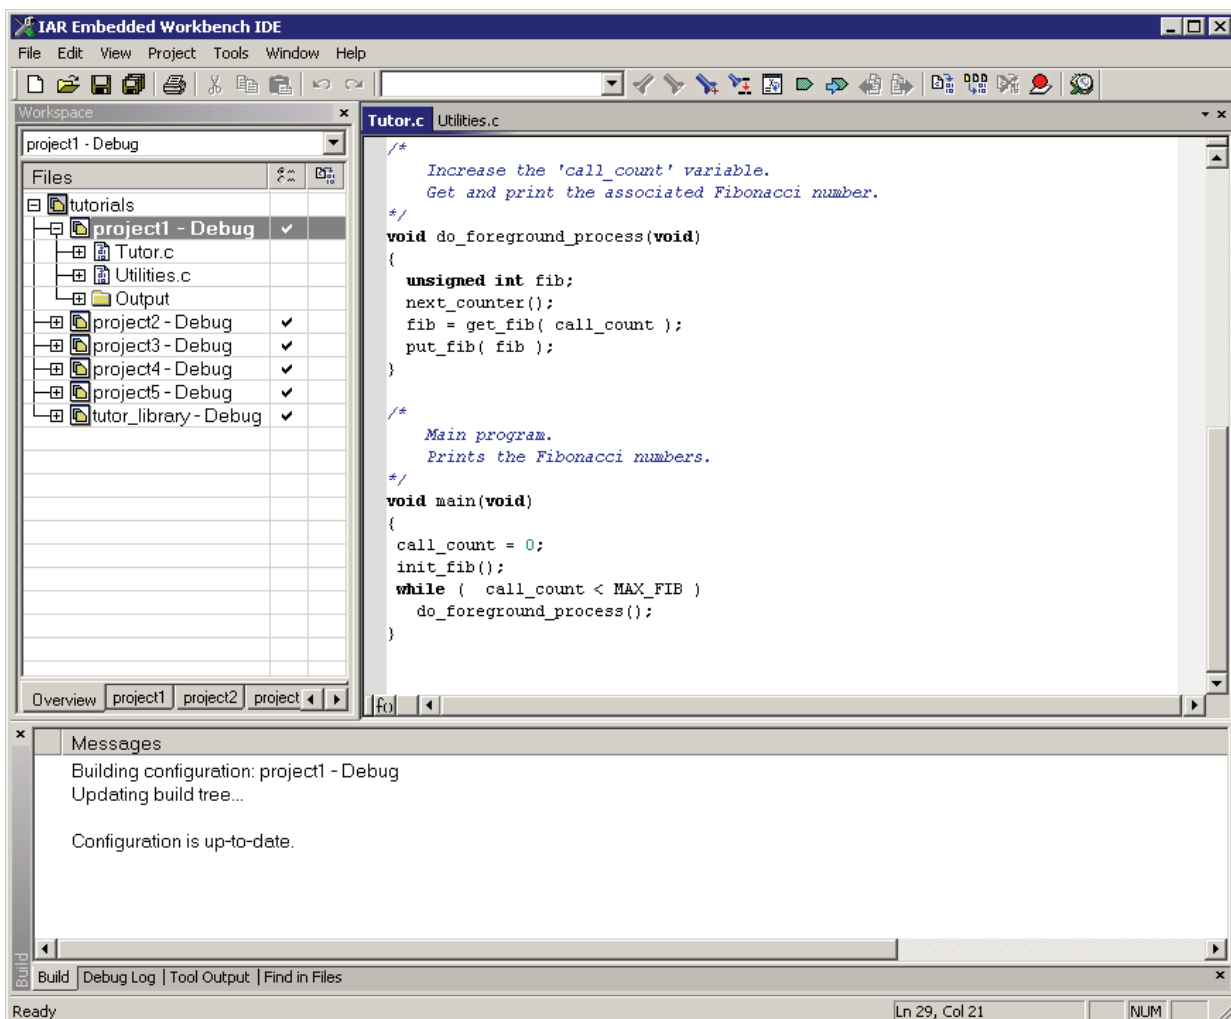 IAR Embedded Workbench IDE
File Edit View Project Tools Window Help
Workspace
project1 - Debug
Files
tutorials
project1 - Debug
Tutor.c
Utilities.c
Output
project2 - Debug
project3 - Debug
project4 - Debug
project5 - Debug
tutor_library - Debug
Overview project1 project2 project
Tutor.c Utilities.c
/*
Increase the 'call_count' variable.
Get and print the associated Fibonacci number.
*/
void do_foreground_process(void)
{
unsigned int fib;
next_counter();
fib = get_fib( call_count );
put_fib( fib );
}
/*
Main program.
Prints the Fibonacci numbers.
*/
void main(void)
{
call_count = 0;
init_fib();
while ( call_count < MAX_FIB )
do_foreground_process();
}
Messages
Building configuration: project1 - Debug
Updating build tree...
Configuration is up-to-date.
Build
Build Debug Log Tool Output Find in Files
Ready Ln 29, Col 21 NUM